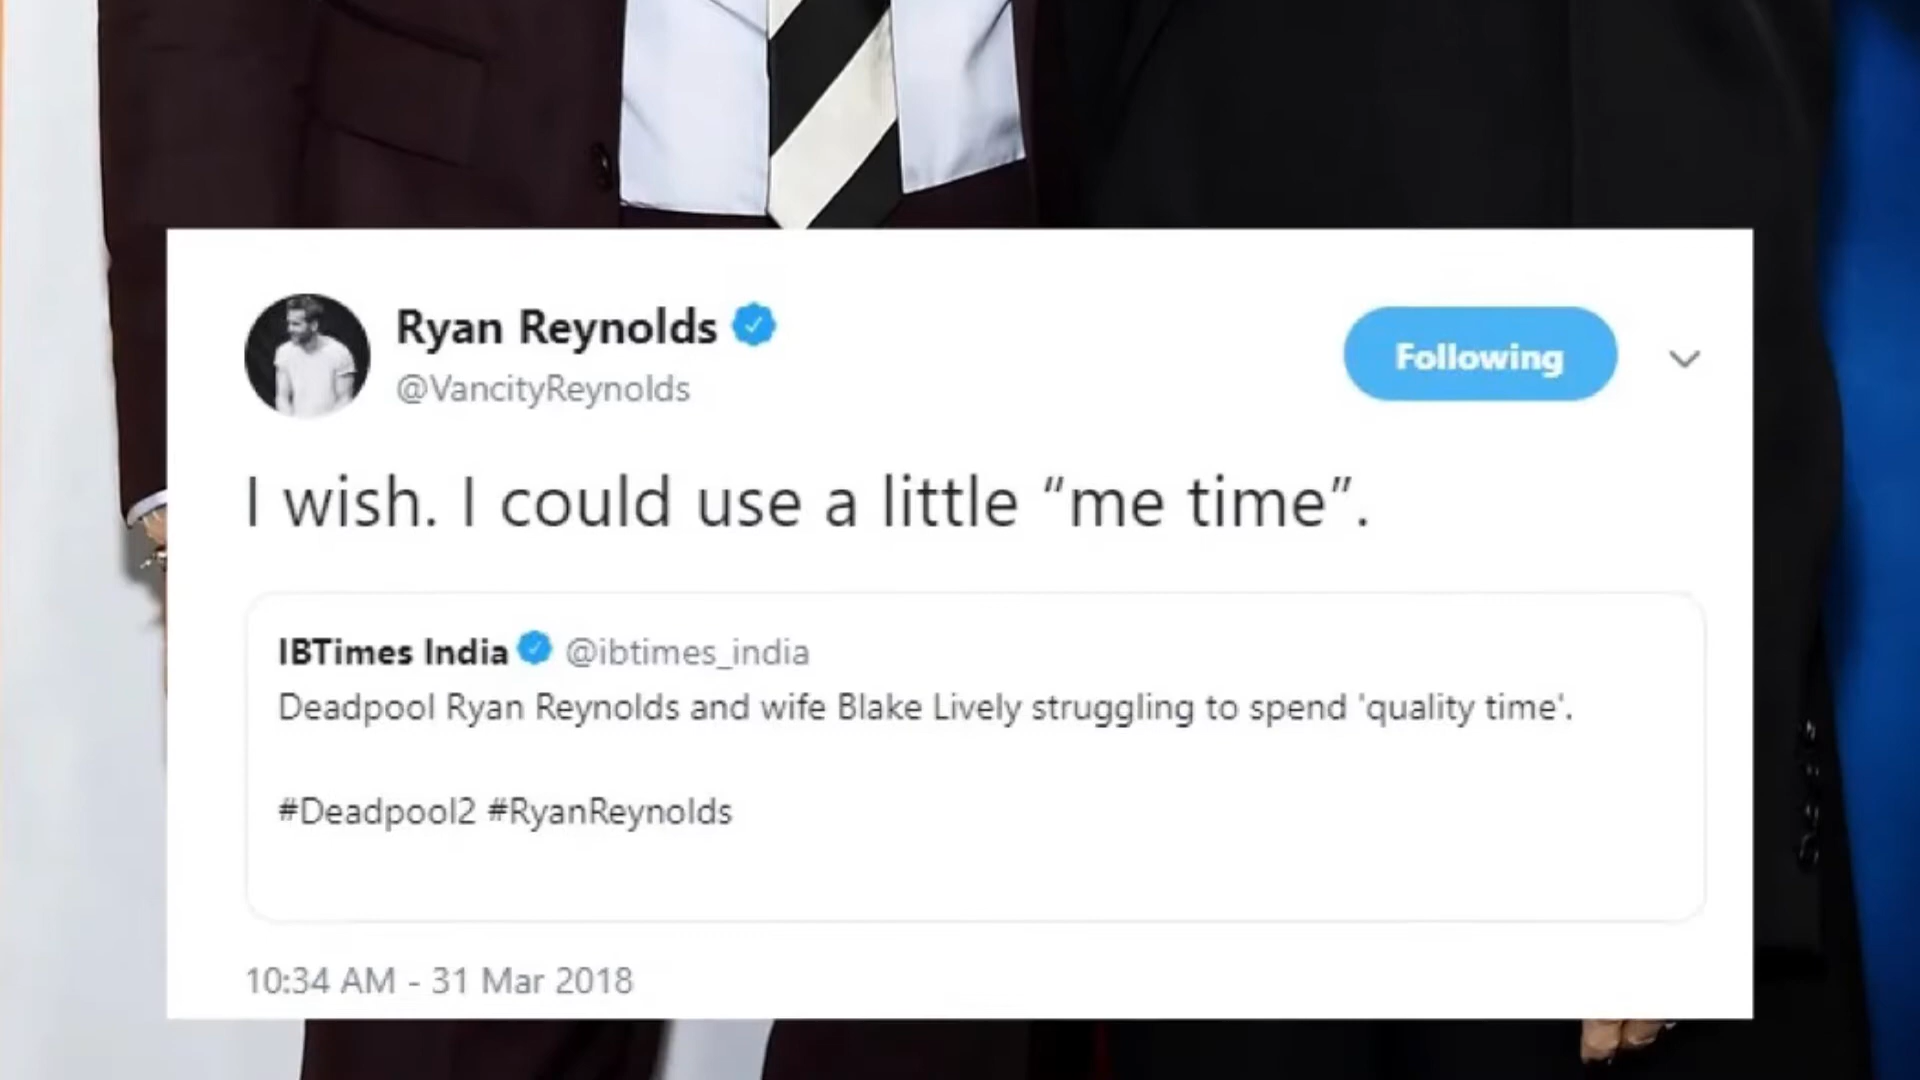 Ryan Reynolds
@VancityReynolds
Following
I wish. I could use a little “me time”.
IBTimes India @ibtimes_india
Deadpool Ryan Reynolds and wife Blake Lively struggling to spend 'quality time'.
#Deadpool2 #RyanReynolds
10:34 AM - 31 Mar 2018